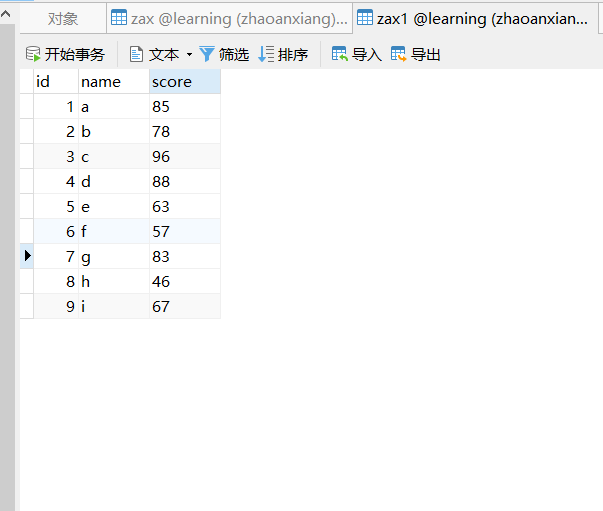 对象 zax @learning (zhaoanxiang)... zax1 @learning (zhaoanxian...
开始事务 文本 筛选 排序 导入 导出
id name score
1 a 85
2 b 78
3 c 96
4 d 88
5 e 63
6 f 57
7 g 83
8 h 46
9 i 67